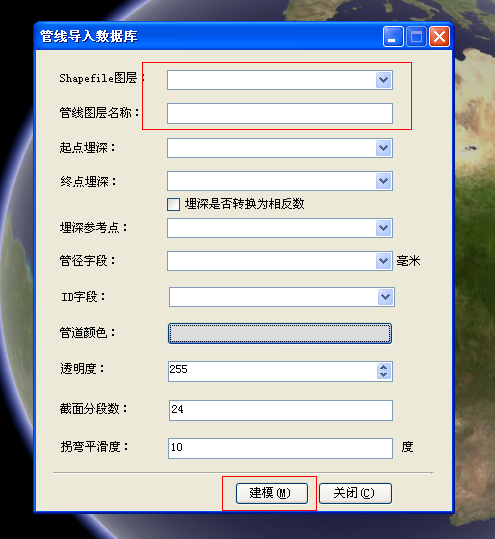 管线导入数据库
Shapefile图层：
管线图层名称：
起点埋深：
终点埋深：
埋深是否转换为相反数
埋深参考点：
管径字段： 毫米
ID字段：
管道颜色：
透明度： 255
截面分段数： 24
拐弯平滑度： 10 度
建模(M) 关闭(C)